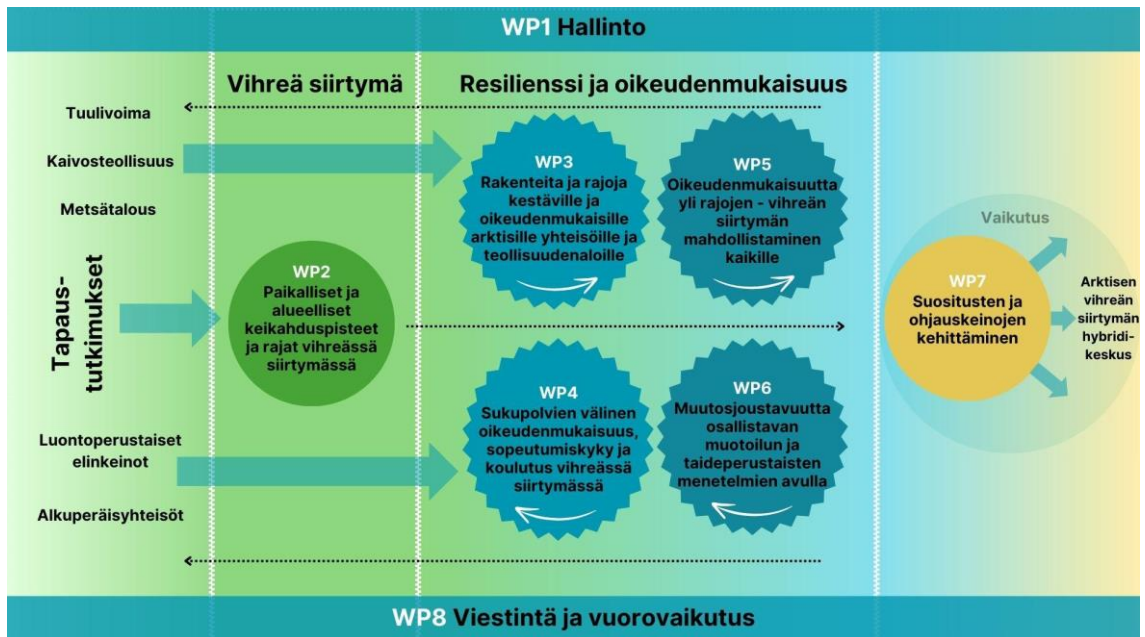 WP1 Hallinto
Vihreä siirtymä
Resilienssi ja oikeudenmukaisuus
Tuulivoima
Kaivosteollisuus
Metsätalous
Tapaus-
tutkimukset
Luontoperustaiset
elinkeinot
Alkuperäisyhteisöt
WP2
Paikalliset ja
alueelliset
keikahduspisteet
ja rajat vihreässä
siirtymässä
WP3
Rakenteita ja rajoja
kestäville ja
oikeudenmukaisille
arktisille yhteisöille ja
teollisuudenaloille
WP5
Oikeudenmukaisuutta
yli rajojen - vihreän
siirtymän
mahdollistaminen
kaikille
WP4
Sukupolvien välinen
oikeudenmukaisuus,
sopeutumiskyky ja
koulutus vihreässä
siirtymässä
WP6
Muutosjoustavuutta
osallistavan
muotoilun ja
taideperustaisten
menetelmien avulla
Vaikutus
WP7
Suositusten ja
ohjauskeinojen
kehittäminen
Arktisen
vihreän
siirtymän
hybridi-
keskus
WP8 Viestintä ja vuorovaikutus